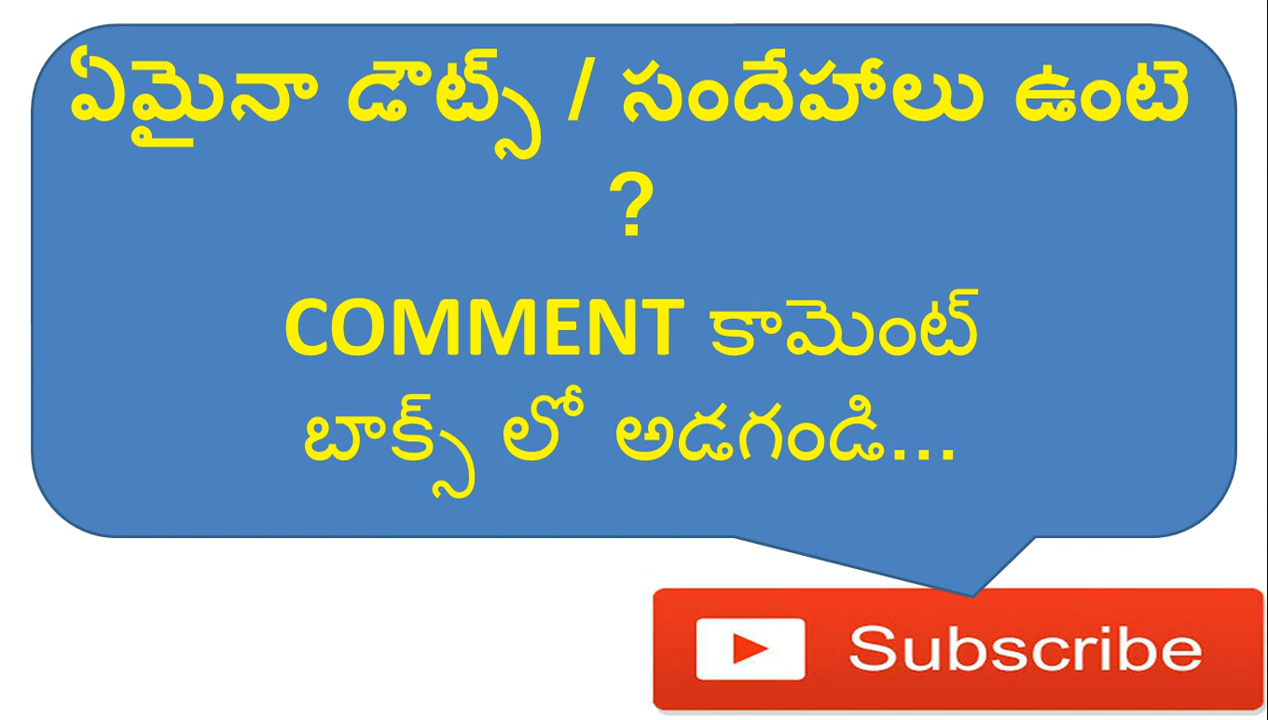 ఏమైనా డౌట్స్ / సందేహాలు ఉంటె
?
COMMENT కామెంట్
బాక్స్ లో అడగండి...
Subscribe